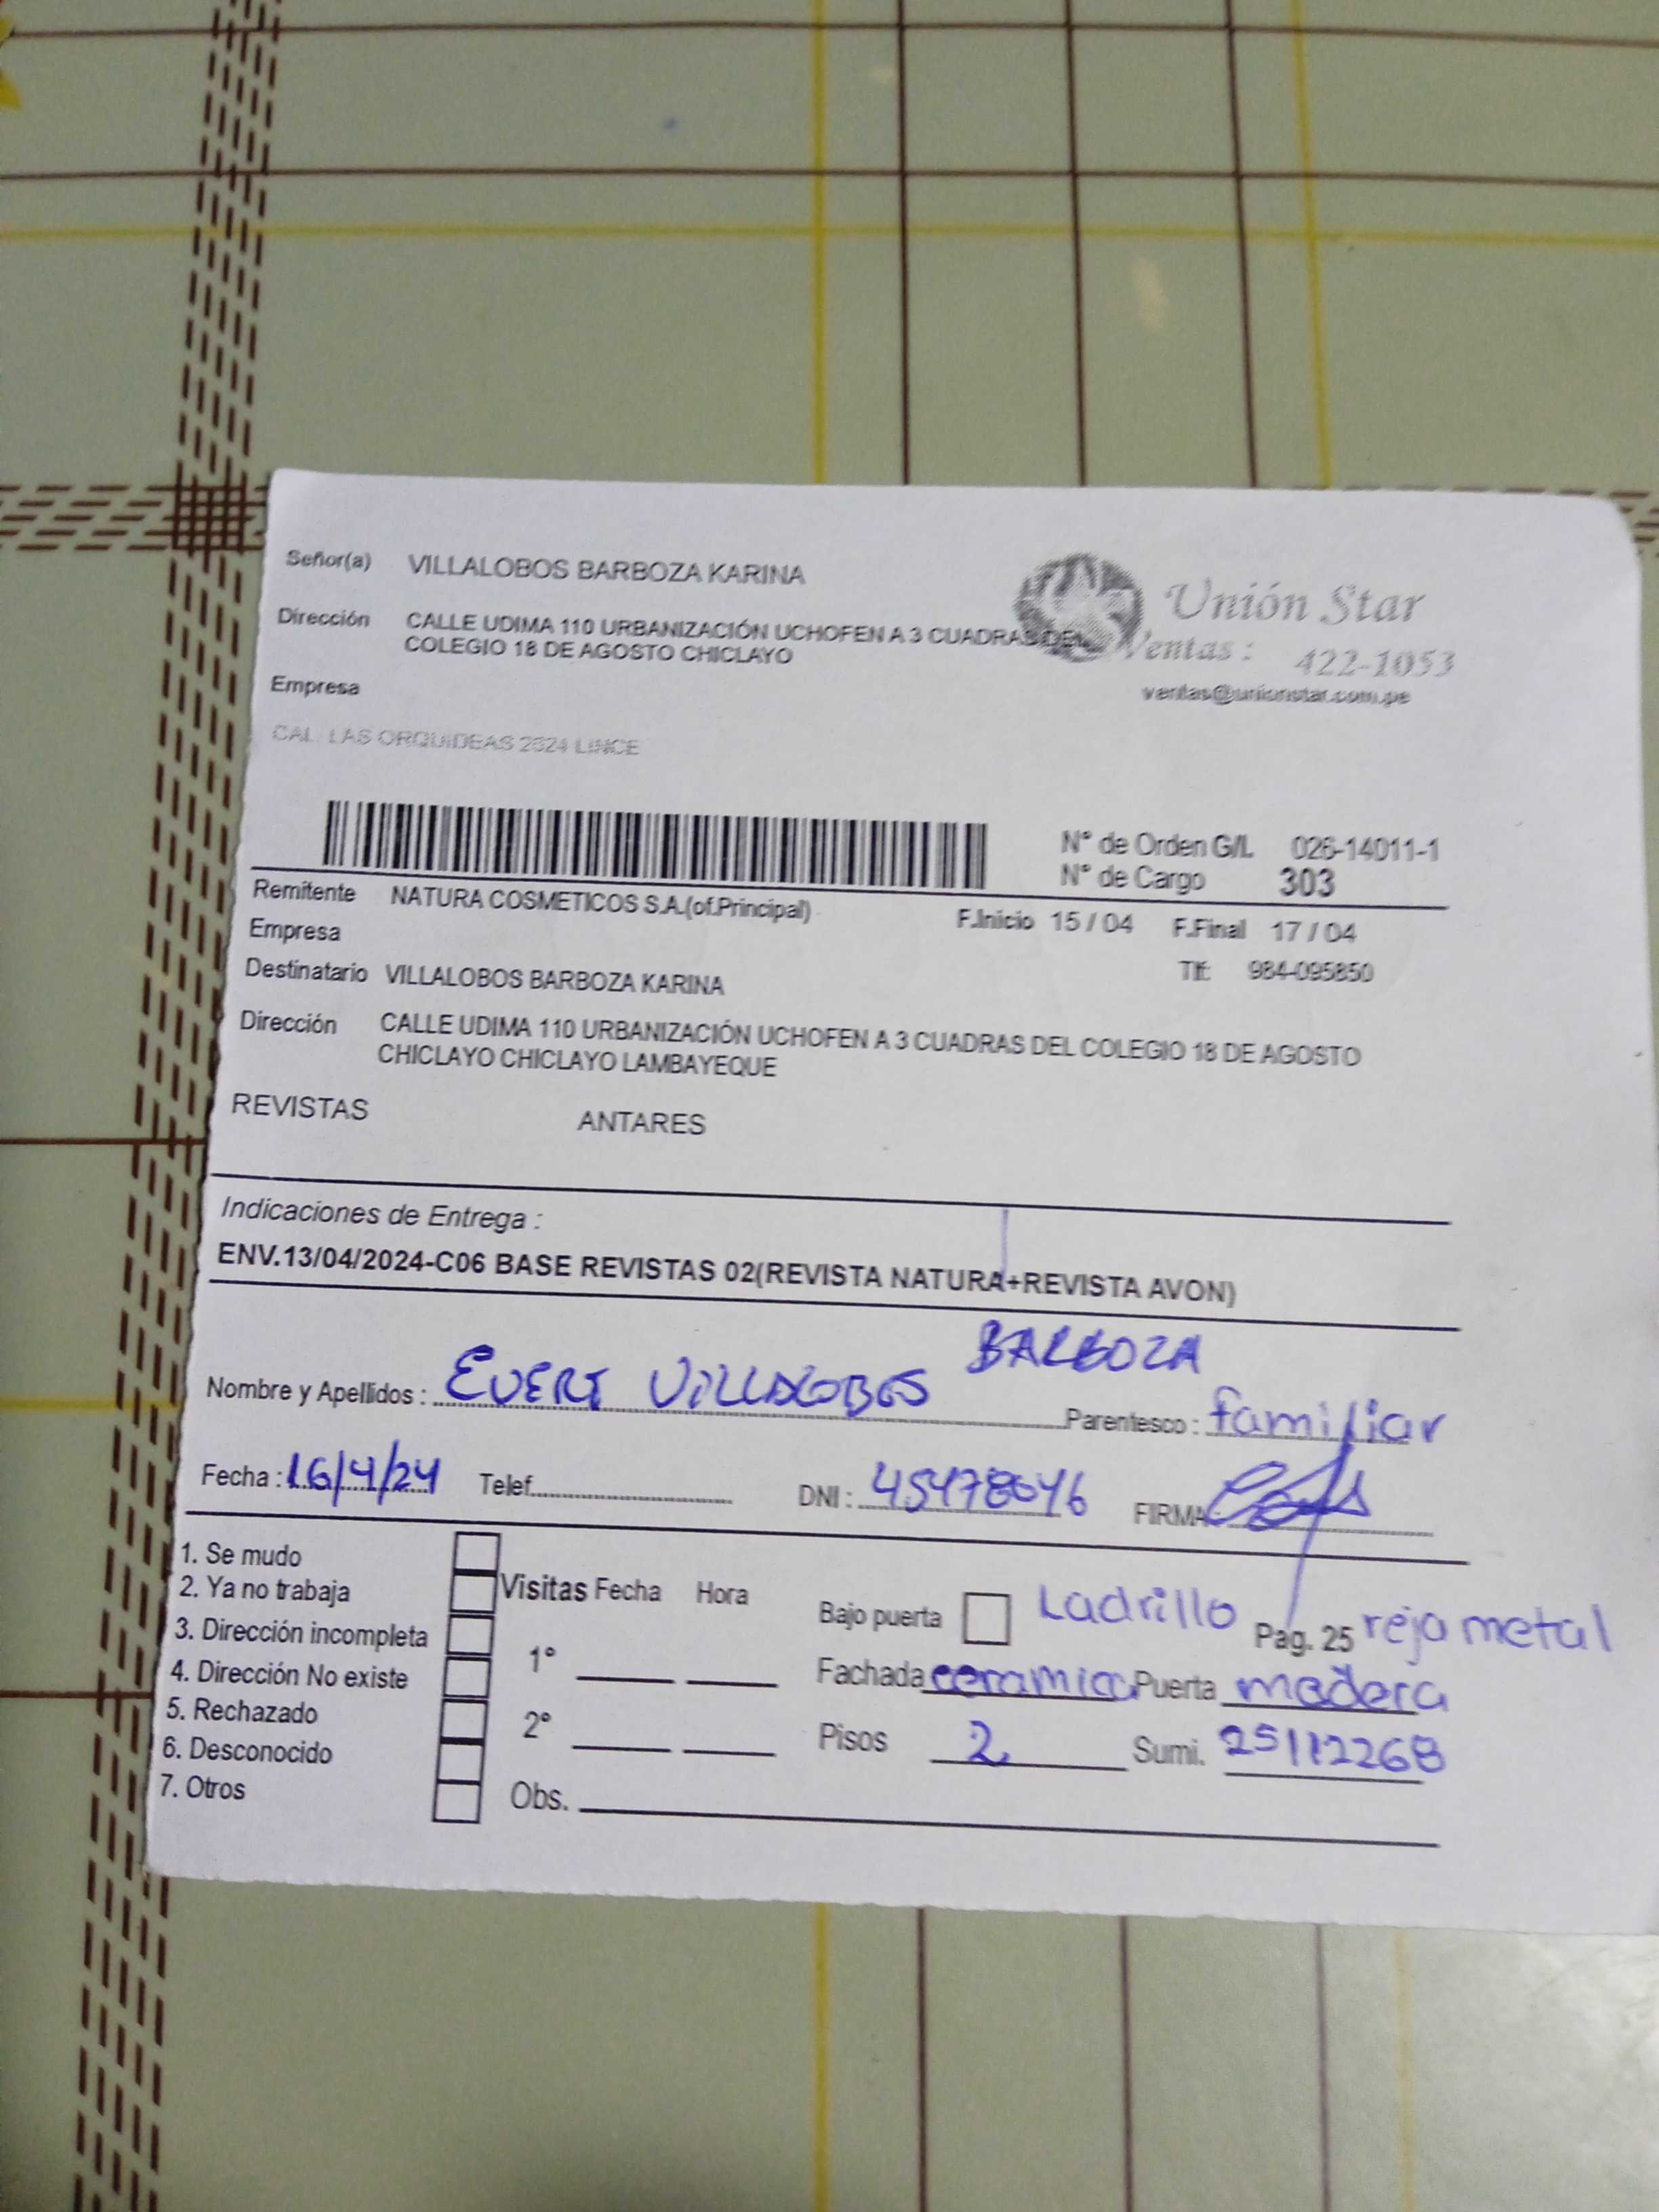 Señor(a) VILLALOBOS BARBOZA KARINA
Unión Star
Dirección CALLE UDIMA 110 URBANIZACIÓN UCHOFEN A 3 CUADRAS DEL
COLEGIO 18 DE AGOSTO CHICLAYO
Ventas : 422-1053
ventas@unionstar.com.pe
Empresa
CAL. LAS ORQUIDEAS 2324 LINCE
N° de Orden G/L 026-14011-1
N° de Cargo 303
Remitente NATURA COSMETICOS S.A.(of.Principal) F.Inicio 15 / 04 F.Final 17 / 04
Empresa
Destinatario VILLALOBOS BARBOZA KARINA Tlf: 984-095850
Dirección CALLE UDIMA 110 URBANIZACIÓN UCHOFEN A 3 CUADRAS DEL COLEGIO 18 DE AGOSTO
CHICLAYO CHICLAYO LAMBAYEQUE
REVISTAS ANTARES
Indicaciones de Entrega :
ENV.13/04/2024-C06 BASE REVISTAS 02(REVISTA NATURA+REVISTA AVON)
Nombre y Apellidos : EVERT VILLALOBOS BARBOZA Parentesco : familiar
Fecha : 16/4/24 Telef. DNI : 45478646 FIRMA
1. Se mudo
2. Ya no trabaja Visitas Fecha Hora Bajo puerta Ladrillo Pag. 25 reja metal
3. Dirección incompleta
4. Dirección No existe 1° Fachada ceramica Puerta madera
5. Rechazado
6. Desconocido 2° Pisos 2 Sumi. 25112268
7. Otros Obs.